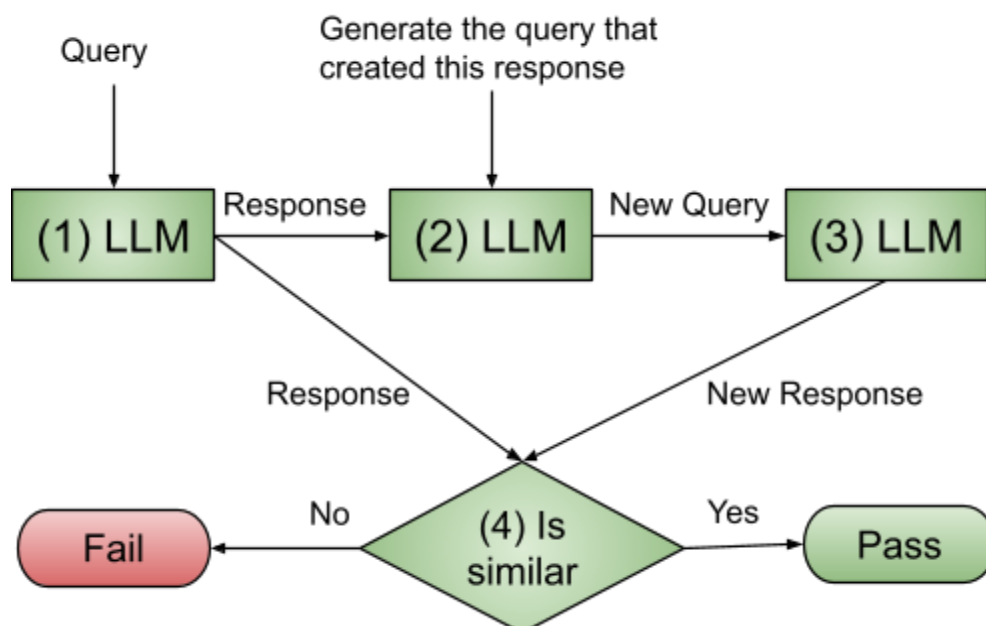 Query
Generate the query that
created this response
(1) LLM
Response
(2) LLM
New Query
(3) LLM
Response
New Response
No
(4) Is
similar
Yes
Fail
Pass